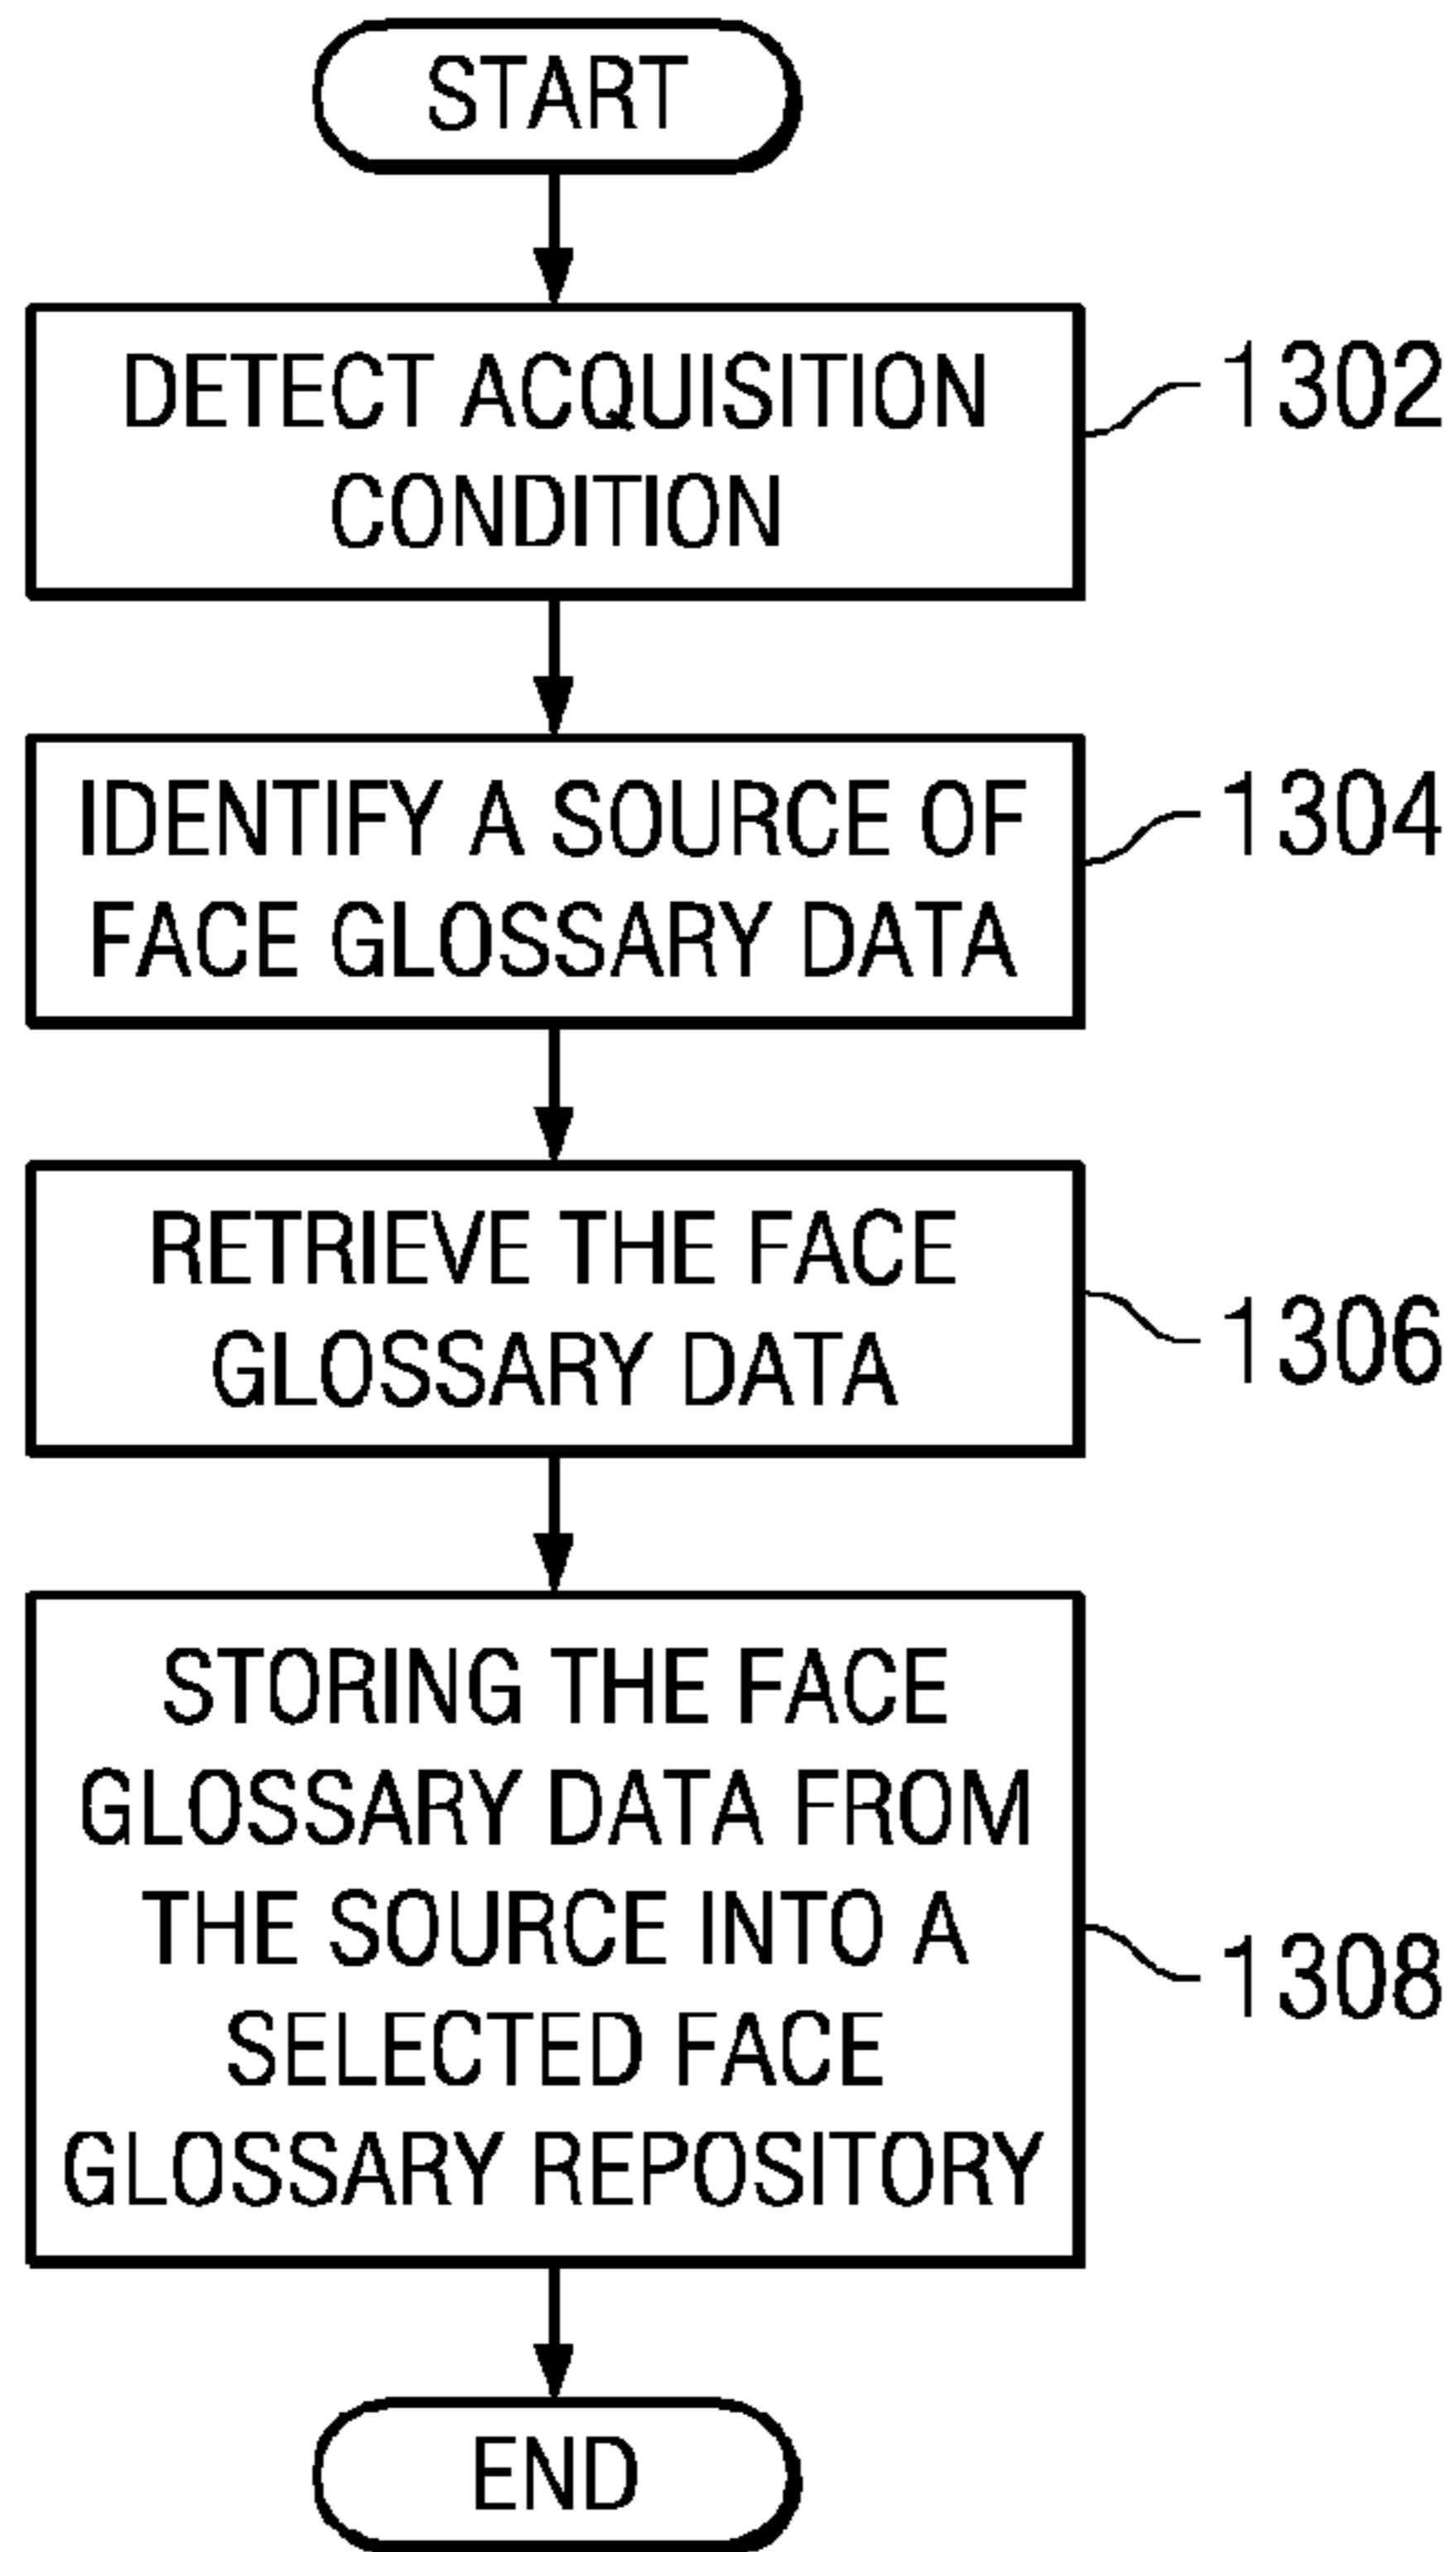 START
DETECT ACQUISITION
CONDITION
1302
IDENTIFY A SOURCE OF
FACE GLOSSARY DATA
1304
RETRIEVE THE FACE
GLOSSARY DATA
1306
STORING THE FACE
GLOSSARY DATA FROM
THE SOURCE INTO A
SELECTED FACE
GLOSSARY REPOSITORY
1308
END